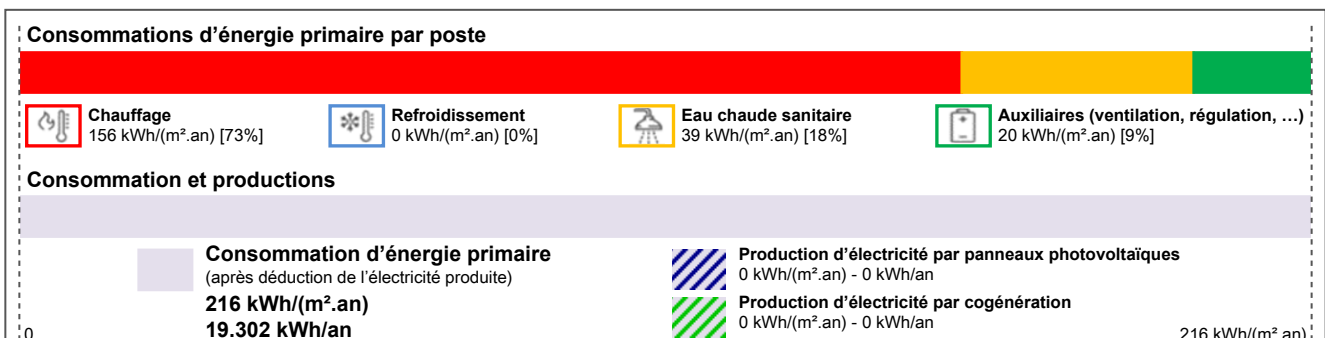 Consommations d’énergie primaire par poste
Chauffage
156 kWh/(m².an) [73%]
Refroidissement
0 kWh/(m².an) [0%]
Eau chaude sanitaire
39 kWh/(m².an) [18%]
Auxiliaires (ventilation, régulation, …)
20 kWh/(m².an) [9%]
Consommation et productions
Consommation d’énergie primaire
(après déduction de l’électricité produite)
216 kWh/(m².an)
19.302 kWh/an
Production d’électricité par panneaux photovoltaïques
0 kWh/(m².an) - 0 kWh/an
Production d’électricité par cogénération
0 kWh/(m².an) - 0 kWh/an
0
216 kWh/(m².an)